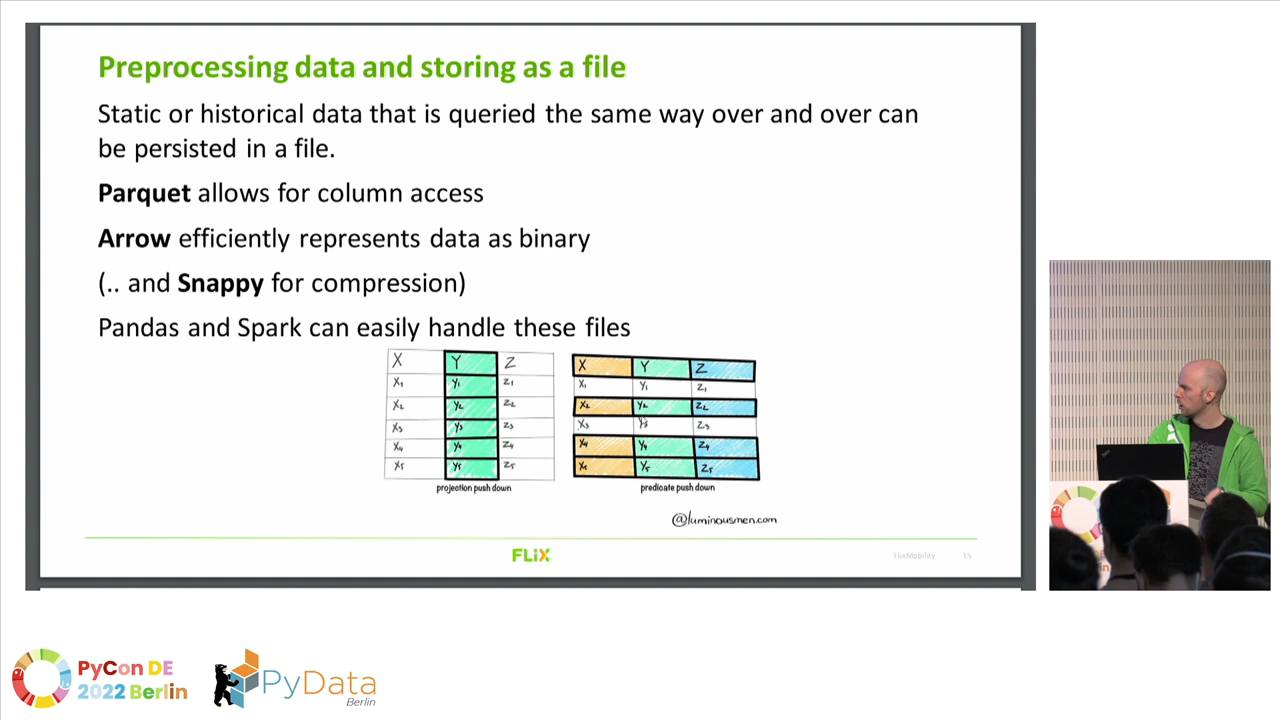 Preprocessing data and storing as a file
Static or historical data that is queried the same way over and over can
be persisted in a file.
Parquet allows for column access
Arrow efficiently represents data as binary
(.. and Snappy for compression)
Pandas and Spark can easily handle these files
X Y Z
X1 Y1 Z1
X2 Y2 Z2
X3 Y3 Z3
X4 Y4 Z4
X5 Y5 Z5
projection push down
X Y Z
X1 Y1 Z1
X2 Y2 Z2
X3 Y3 Z3
X4 Y4 Z4
X5 Y5 Z5
predicate push down
@luminousmen.com
FLiX
FlixMobility 15
PyCon DE
2022 Berlin
PyData
Berlin